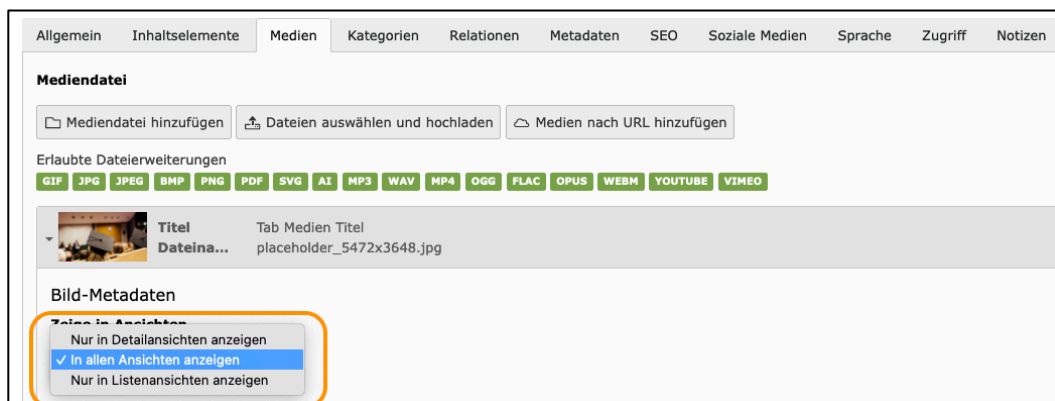 Allgemein Inhaltselemente Medien Kategorien Relationen Metadaten SEO Soziale Medien Sprache Zugriff Notizen
Mediendatei
Mediendatei hinzufügen Dateien auswählen und hochladen Medien nach URL hinzufügen
Erlaubte Dateierweiterungen
GIF JPG JPEG BMP PNG PDF SVG AI MP3 WAV MP4 OGG FLAC OPUS WEBM YOUTUBE VIMEO
Titel Tab Medien Titel
Dateina... placeholder_5472x3648.jpg
Bild-Metadaten
Zeige in Ansichten
Nur in Detailansichten anzeigen
✓ In allen Ansichten anzeigen
Nur in Listenansichten anzeigen